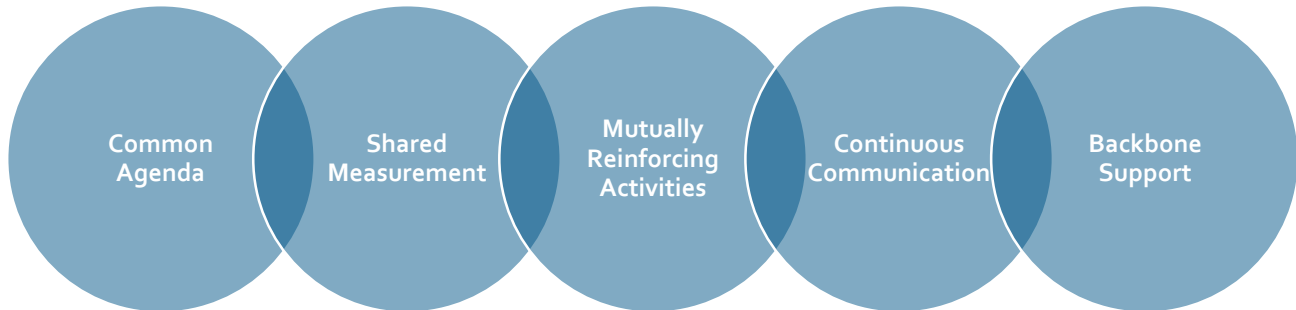 Common
Agenda
Shared
Measurement
Mutually
Reinforcing
Activities
Continuous
Communication
Backbone
Support